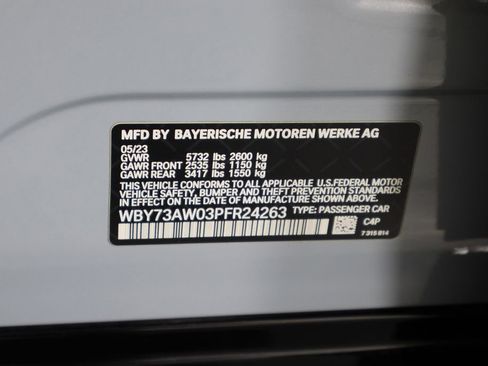 MFD BY BAYERISCHE MOTOREN WERKE AG
05/23
GVWR 5732 lbs 2600 kg
GAWR FRONT 2535 lbs 1150 kg
GAWR REAR 3417 lbs 1550 kg
THIS VEHICLE CONFORMS TO ALL APPLICABLE U.S.FEDERAL MOTOR
VEHICLE SAFETY, BUMPER AND THEFT PREVENTION STANDARDS
IN EFFECT ON THE DATE OF MANUFACTURE SHOWN ABOVE.
WBY73AW03PFR24263 TYPE: PASSENGER CAR
C4P
7 315 814